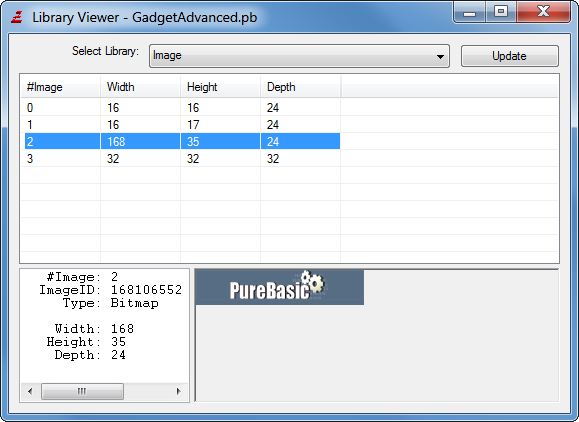 Library Viewer - GadgetAdvanced.pb
Select Library: Image Update
#Image Width Height Depth
0 16 16 24
1 16 17 24
2 168 35 24
3 32 32 32
#Image: 2
ImageID: 168106552
Type: Bitmap
Width: 168
Height: 35
Depth: 24
PureBasic